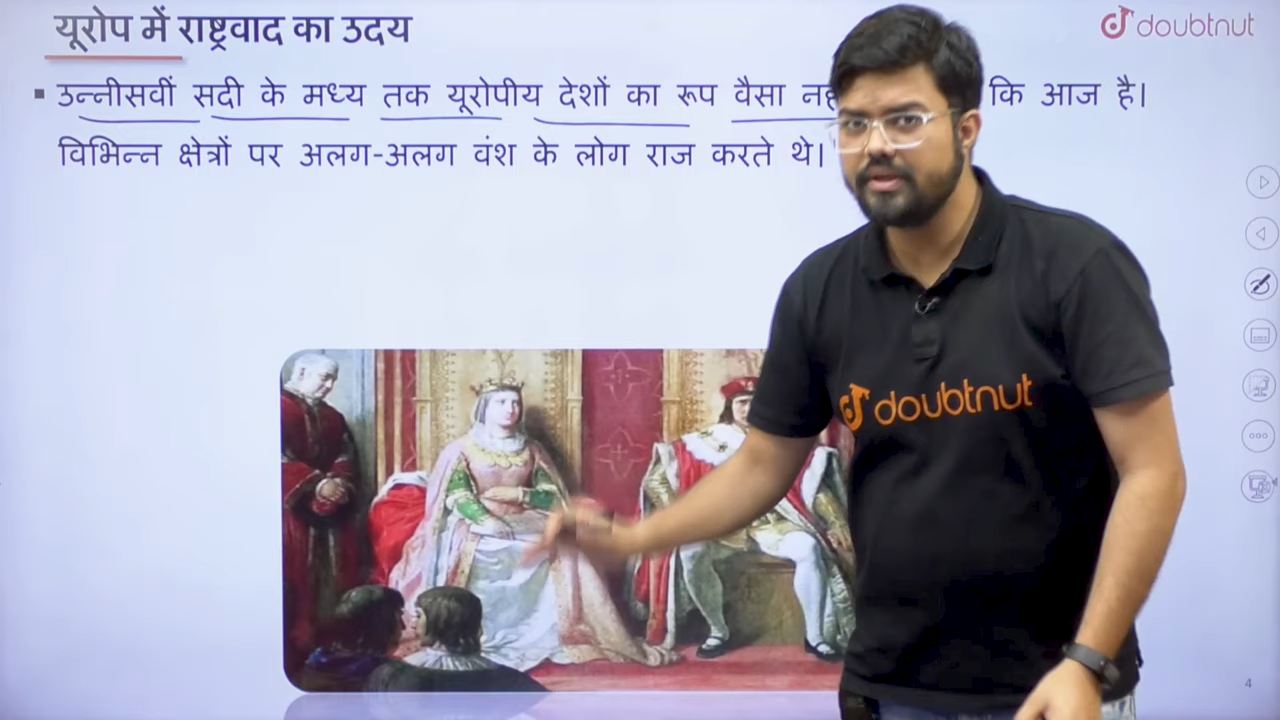 यूरोप में राष्ट्रवाद का उदय
doubtnut
▪ उन्नीसवीं सदी के मध्य तक यूरोपीय देशों का रूप वैसा कि आज है।
विभिन्न क्षेत्रों पर अलग-अलग वंश के लोग राज करते थे।
doubtnut
4